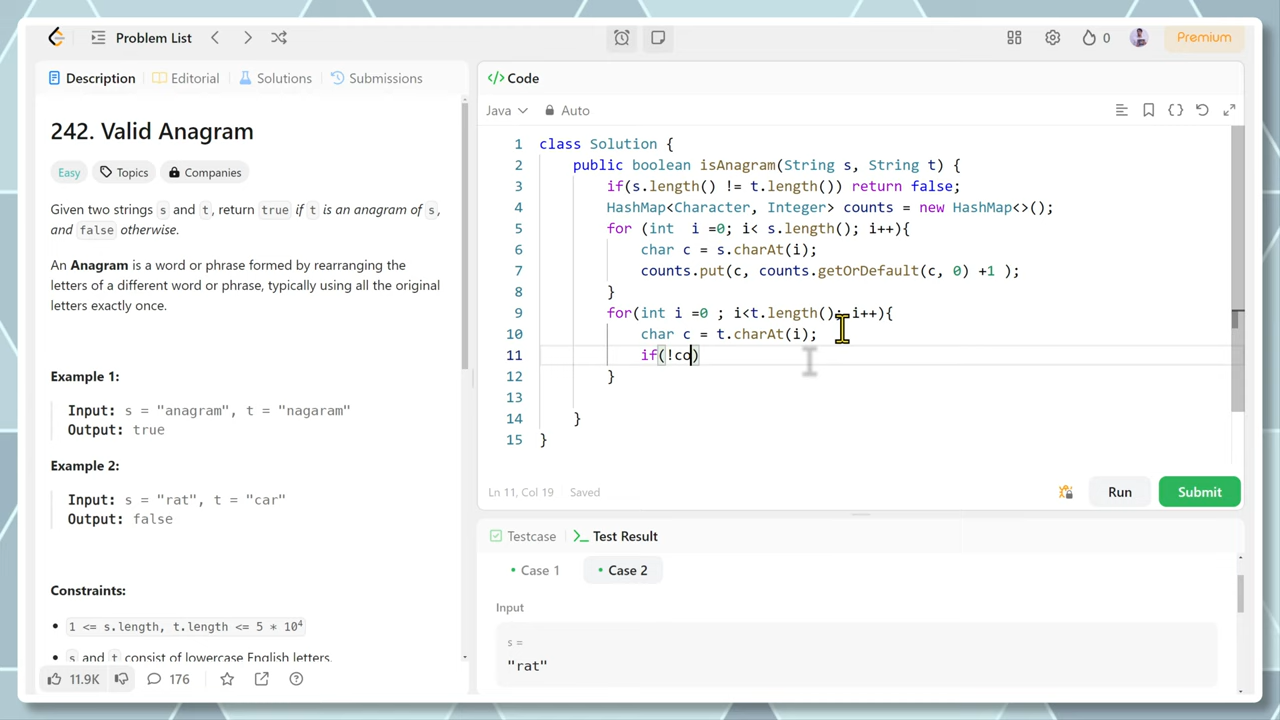 Problem List
0
Premium
Description
Editorial
Solutions
Submissions
242. Valid Anagram
Easy
Topics
Companies
Given two strings s and t, return true if t is an anagram of s,
and false otherwise.
An Anagram is a word or phrase formed by rearranging the
letters of a different word or phrase, typically using all the original
letters exactly once.
Example 1:
Input: s = "anagram", t = "nagaram"
Output: true
Example 2:
Input: s = "rat", t = "car"
Output: false
Constraints:
• 1 <= s.length, t.length <= 5 * 10⁴
• s and t consist of lowercase English letters.
11.9K
176
</> Code
Java
Auto
1 class Solution {
2 public boolean isAnagram(String s, String t) {
3 if(s.length() != t.length()) return false;
4 HashMap<Character, Integer> counts = new HashMap<>();
5 for (int  i =0; i< s.length(); i++){
6 char c = s.charAt(i);
7 counts.put(c, counts.getOrDefault(c, 0) +1 );
8 }
9 for(int i =0 ; i<t.length(); i++){
10 char c = t.charAt(i);
11 if(!co)
12 }
13
14 }
15 }
Ln 11, Col 19
Saved
Run
Submit
Testcase
Test Result
• Case 1
• Case 2
Input
s =
"rat"